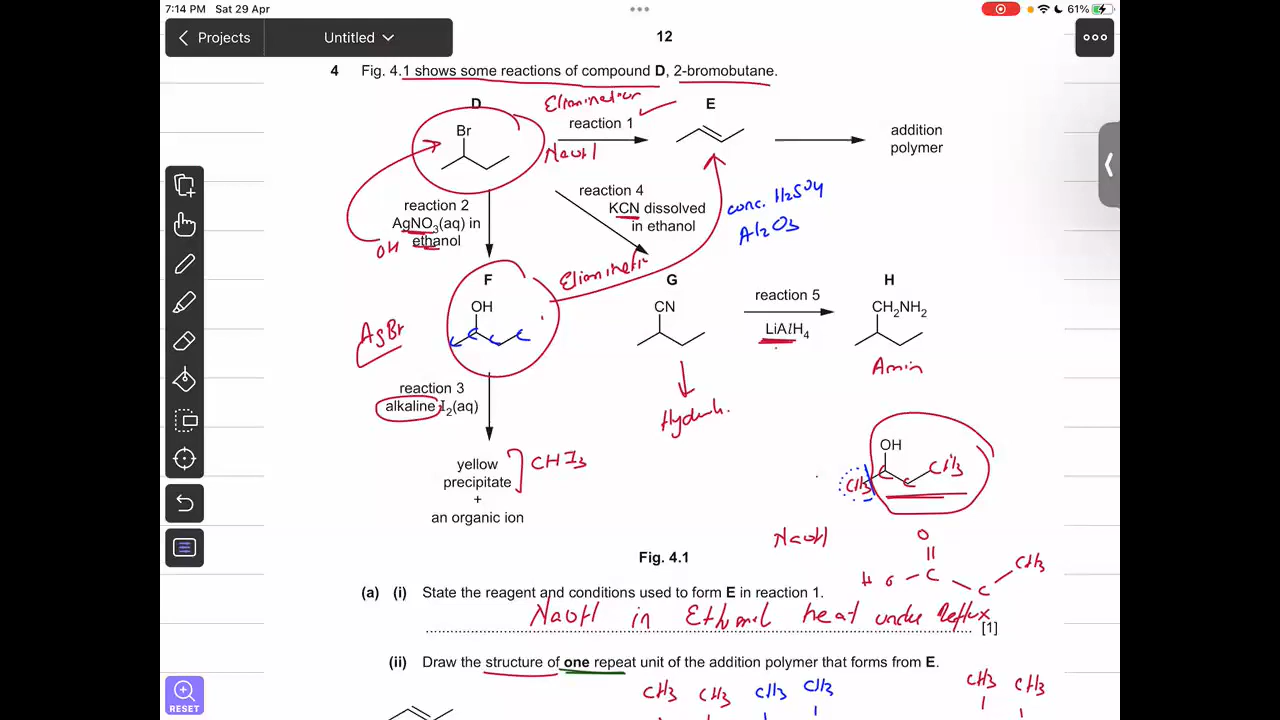 7:14 PM Sat 29 Apr
61%
Projects
Untitled
12
4 Fig. 4.1 shows some reactions of compound D, 2-bromobutane.
D
Elimination
E
reaction 1
Br
NaOH
addition
polymer
reaction 4
KCN dissolved
in ethanol
conc. H2SO4
Al2O3
reaction 2
AgNO3(aq) in
ethanol
OH
Eliminatio
F
G
H
OH
CN
reaction 5
LiAlH4
CH2NH2
AgBr
Amin
reaction 3
alkaline I2(aq)
Hydroh.
OH
CH3
CH3
yellow
precipitate
+
an organic ion
CHI3
NaOH
O
Fig. 4.1
H O C
C
CH3
(a) (i) State the reagent and conditions used to form E in reaction 1.
NaOH in Ethanol heat under Reflux
[1]
(ii) Draw the structure of one repeat unit of the addition polymer that forms from E.
CH3 CH3 CH3 CH3 CH3 CH3
RESET